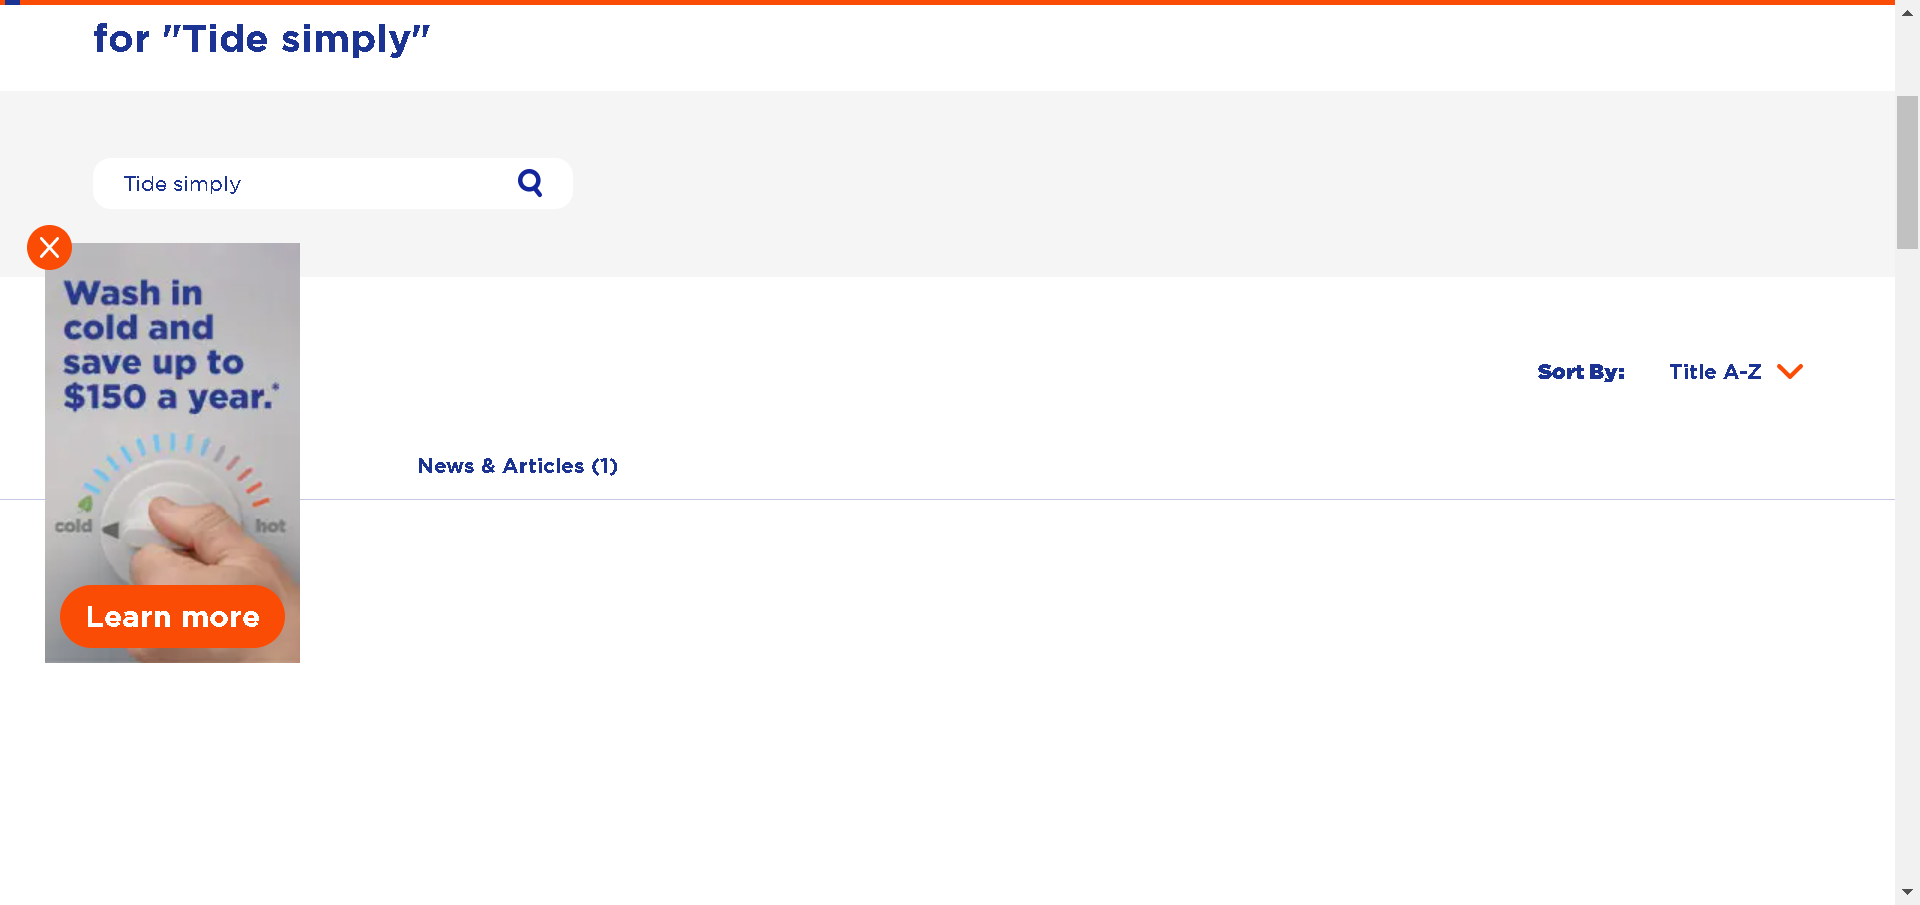 for "Tide simply"
Tide simply
Wash in
cold and
save up to
$150 a year.*
cold
hot
Learn more
Sort By:
Title A-Z
News & Articles (1)